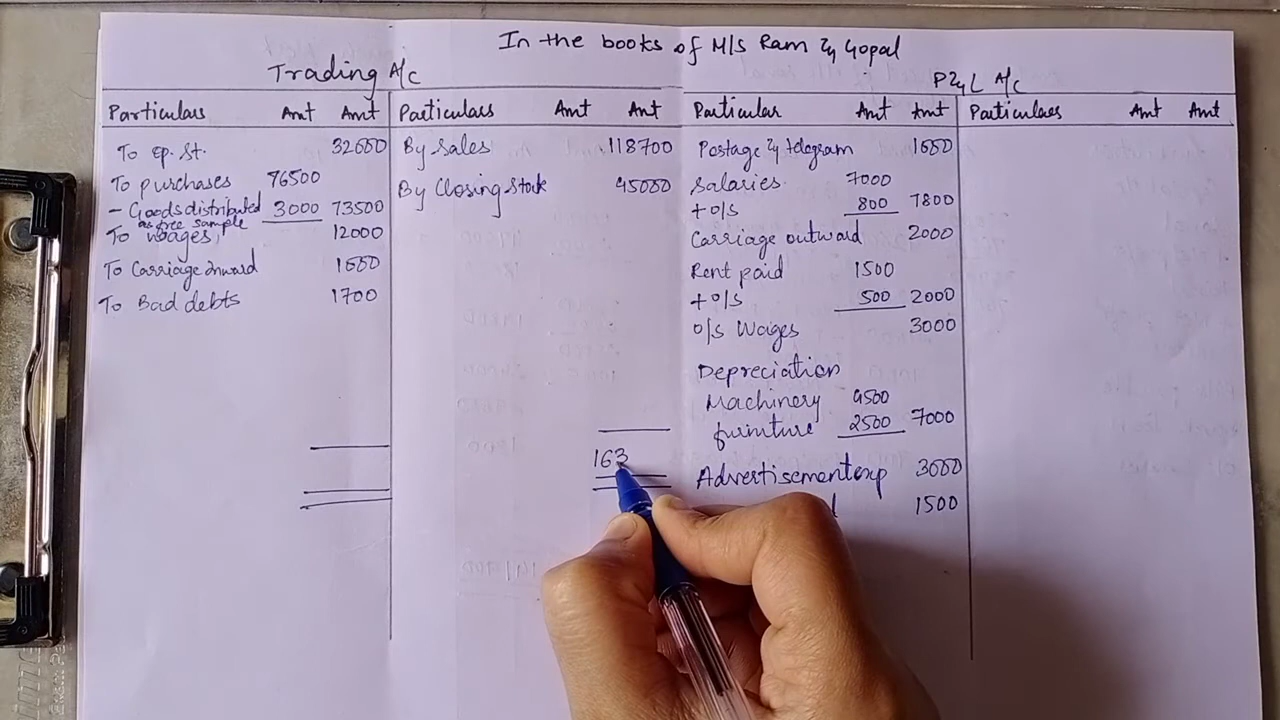 In the books of M/S Ram & Gopal
Trading A/C
Particulars Amt Amt Particulars Amt Amt
To Op. St. 32000 By Sales 118700
To purchases 76500 By Closing Stock 45000
- Goods distributed as free sample 3000 73500
To wages 12000
To Carriage Inward 1600
To Bad debts 1700
163
P & L A/C
Particular Amt Amt Particulars Amt Amt
Postage & telegram 1600
Salaries 7000
+ O/S 800 7800
Carriage outward 2000
Rent paid 1500
+ O/S 500 2000
O/S Wages 3000
Depreciation
Machinery 4500
furniture 2500 7000
Advertisement exp 3000
1500